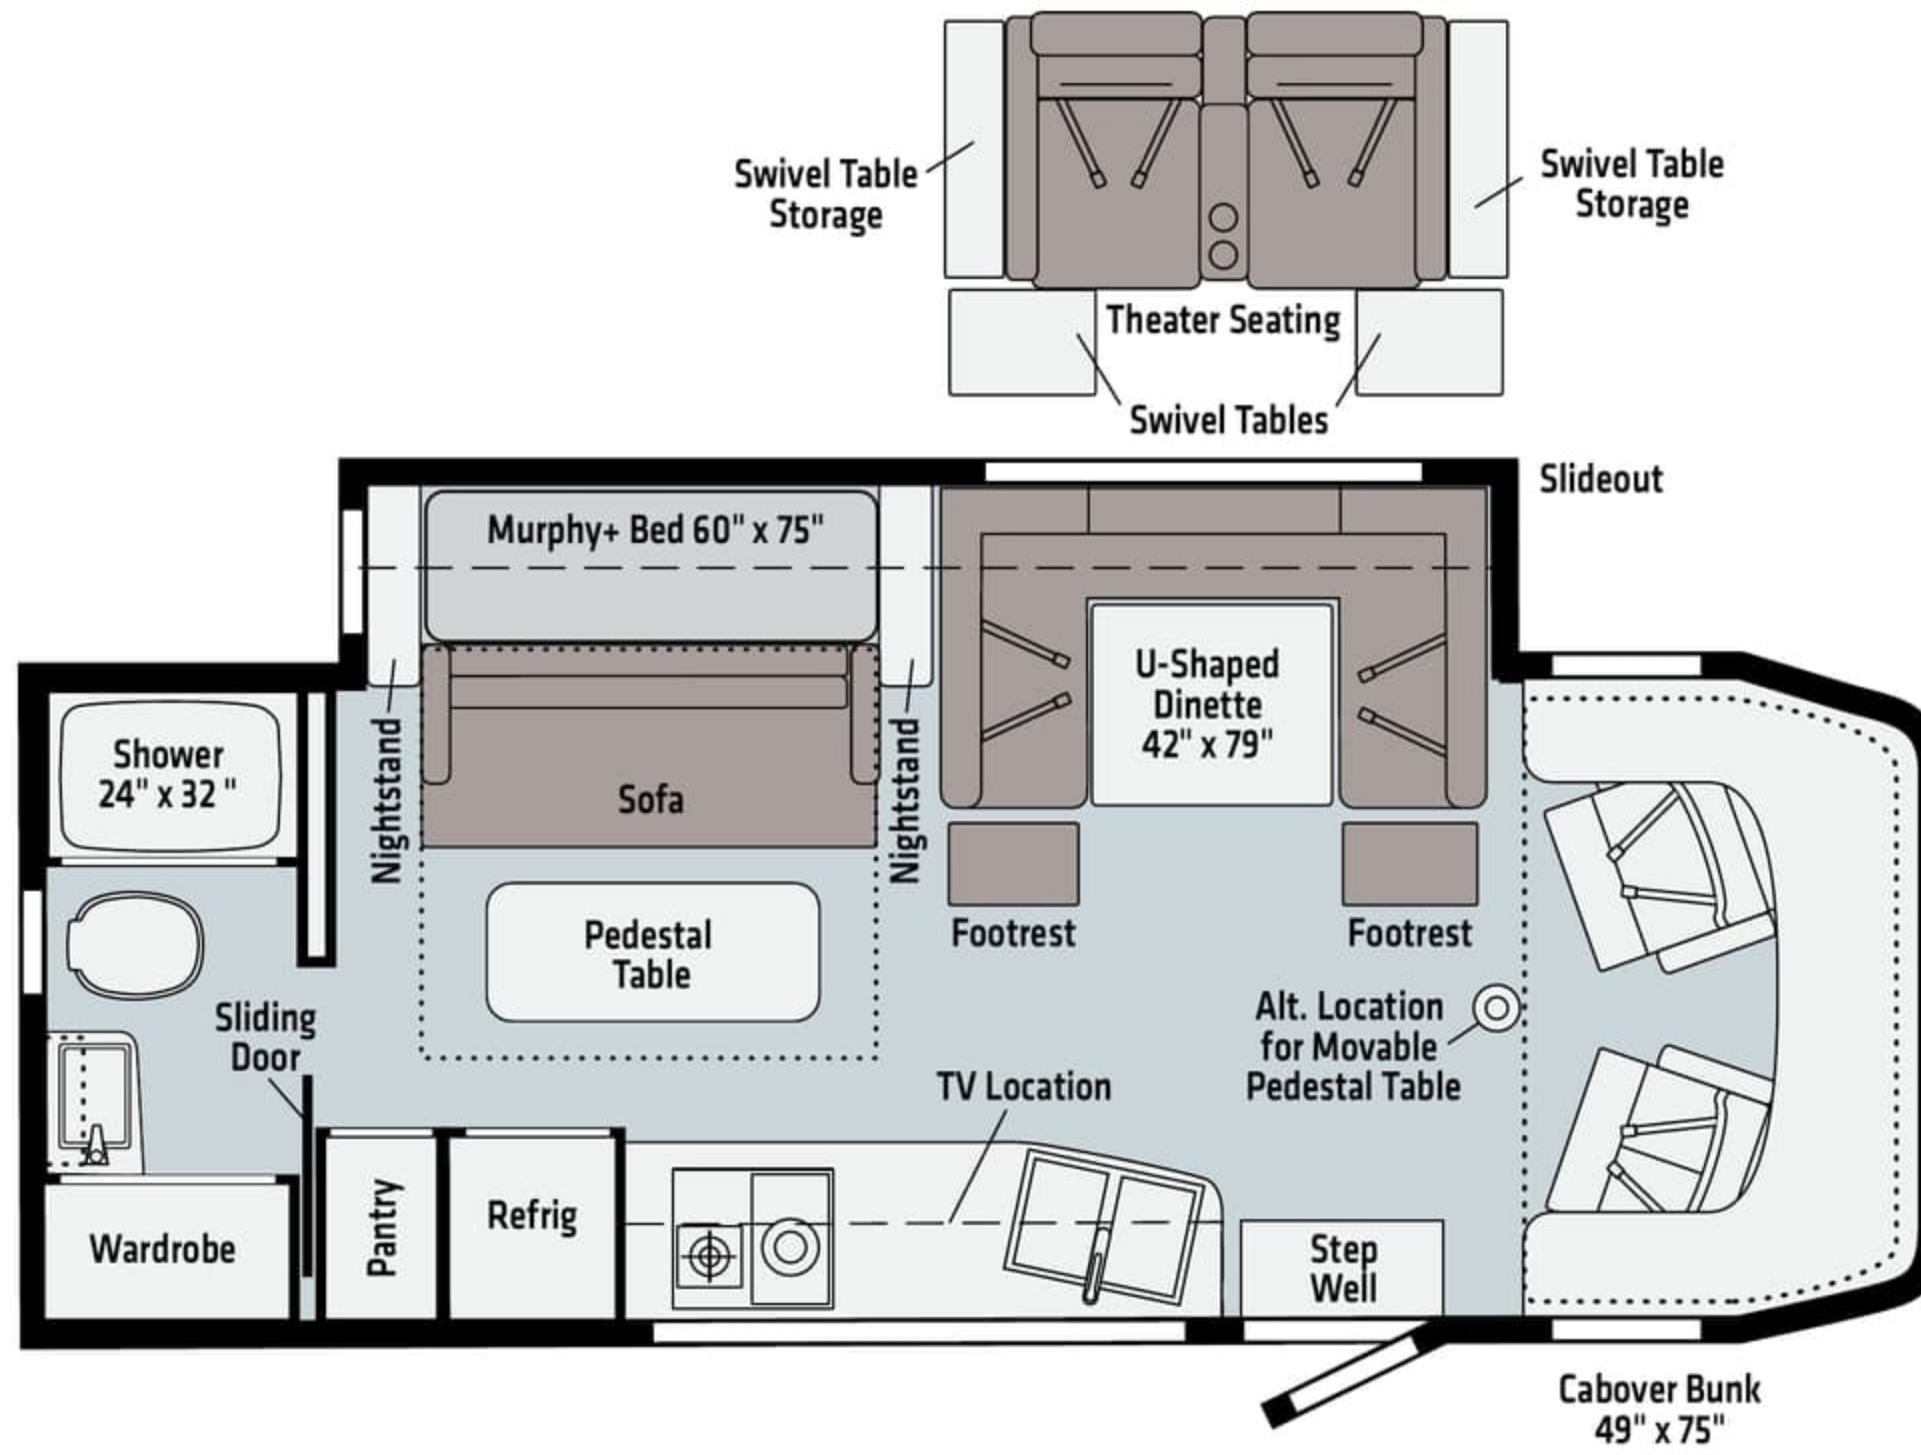 Swivel Table
Storage
Swivel Table
Storage
Theater Seating
Swivel Tables
Slideout
Murphy+ Bed 60" x 75"
U-Shaped
Dinette
42" x 79"
Shower
24" x 32 "
Nightstand
Sofa
Nightstand
Footrest
Footrest
Pedestal
Table
Sliding
Door
Alt. Location
for Movable
Pedestal Table
TV Location
Wardrobe
Pantry
Refrig
Step
Well
Cabover Bunk
49" x 75"